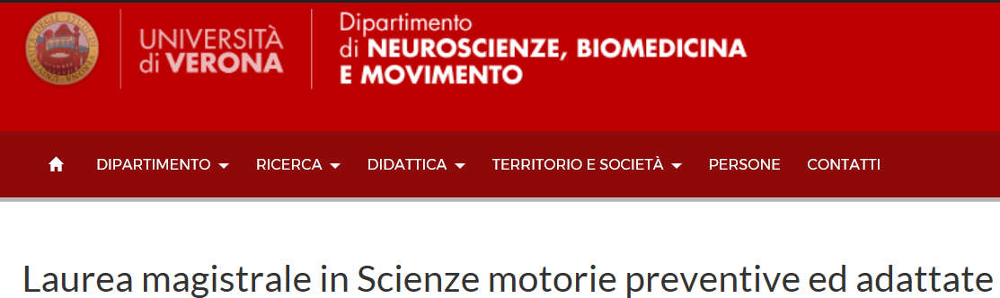 UNIVERSITÀ
di VERONA
Dipartimento
di NEUROSCIENZE, BIOMEDICINA
E MOVIMENTO
DIPARTIMENTO
RICERCA
DIDATTICA
TERRITORIO E SOCIETÀ
PERSONE
CONTATTI
Laurea magistrale in Scienze motorie preventive ed adattate